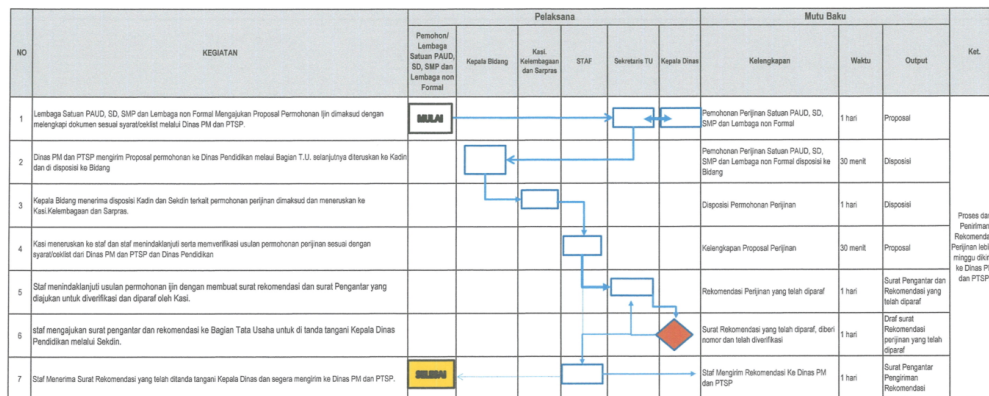 Pelaksana
Mutu Baku
NO
KEGIATAN
Pemohon/
Lembaga
Satuan PAUD,
SD, SMP dan
Lembaga non
Formal
Kepala Bidang
Kasi.
Kelembagaan
dan Sarpras
STAF
Sekretaris TU
Kepala Dinas
Kelengkapan
Waktu
Output
Ket.
1
Lembaga Satuan PAUD, SD, SMP dan Lembaga non Formal Mengajukan Proposal Permohonan Ijin dimaksud dengan
melengkapi dokumen sesuai syarat/ceklist melalui Dinas PM dan PTSP.
MULAI
Pemohonan Perijinan Satuan PAUD, SD,
SMP dan Lembaga non Formal
1 hari
Proposal
2
Dinas PM dan PTSP mengirim Proposal permohonan ke Dinas Pendidikan melaui Bagian T.U. selanjutnya diteruskan ke Kadin
dan di disposisi ke Bidang
Pemohonan Perijinan Satuan PAUD, SD,
SMP dan Lembaga non Formal disposisi ke
Bidang
30 menit
Disposisi
3
Kepala Bidang menerima disposisi Kadin dan Sekdin terkait permohonan perijinan dimaksud dan meneruskan ke
Kasi.Kelembagaan dan Sarpras.
Disposisi Permohonan Perijinan
1 hari
Disposisi
4
Kasi meneruskan ke staf dan staf menindaklanjuti serta memverifikasi usulan permohonan perijinan sesuai dengan
syarat/ceklist dari Dinas PM dan PTSP dan Dinas Pendidikan
Kelengkapan Proposal Perijinan
30 menit
Proposal
Proses dan
Peniriman
Rekomenda
Perijinan lebi
minggu dikin
ke Dinas P
dan PTSP
5
Staf menindaklanjuti usulan permohonan ijin dengan membuat surat rekomendasi dan surat Pengantar yang
diajukan untuk diverifikasi dan diparaf oleh Kasi.
Rekomendasi Perijinan yang telah diparaf
1 hari
Surat Pengantar dan
Rekomendasi yang
telah diparaf
6
staf mengajukan surat pengantar dan rekomendasi ke Bagian Tata Usaha untuk di tanda tangani Kepala Dinas
Pendidikan melalui Sekdin.
Surat Rekomendasi yang telah diparaf, diberi
nomor dan telah diverifikasi
1 hari
Draf surat
Rekomendasi
perijinan yang telah
diparaf
7
Staf Menerima Surat Rekomendasi yang telah ditanda tangani Kepala Dinas dan segera mengirim ke Dinas PM dan PTSP.
SELESAI
Staf Mengirim Rekomendasi Ke Dinas PM
dan PTSP
1 hari
Surat Pengantar
Pengiriman
Rekomendasi